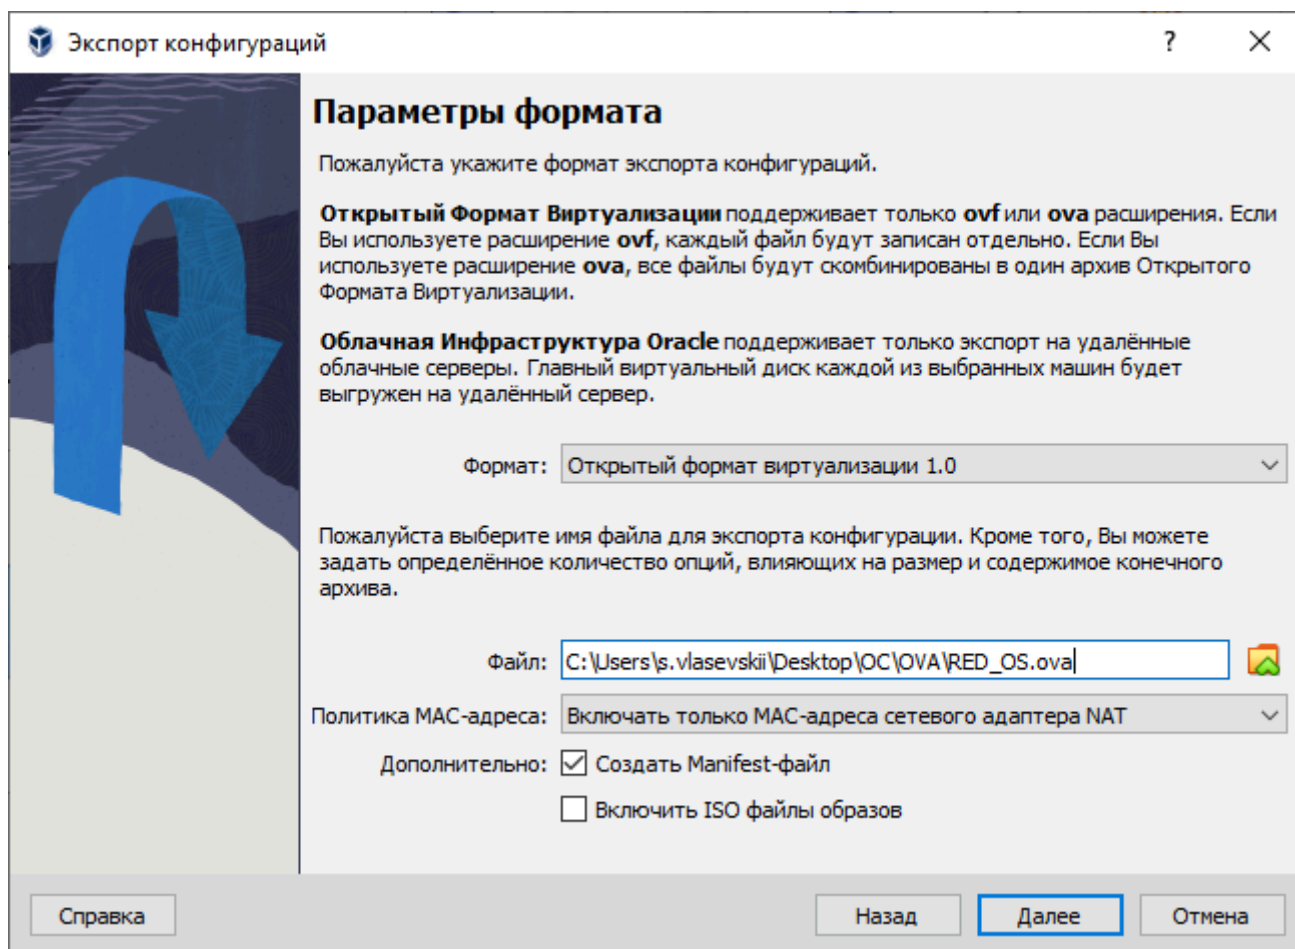 Экспорт конфигураций
?
Параметры формата
Пожалуйста укажите формат экспорта конфигураций.
Открытый Формат Виртуализации поддерживает только ovf или ova расширения. Если
Вы используете расширение ovf, каждый файл будут записан отдельно. Если Вы
используете расширение ova, все файлы будут скомбинированы в один архив Открытого
Формата Виртуализации.
Облачная Инфраструктура Oracle поддерживает только экспорт на удалённые
облачные серверы. Главный виртуальный диск каждой из выбранных машин будет
выгружен на удалённый сервер.
Формат: Открытый формат виртуализации 1.0
Пожалуйста выберите имя файла для экспорта конфигурации. Кроме того, Вы можете
задать определённое количество опций, влияющих на размер и содержимое конечного
архива.
Файл: C:\Users\s.vlasevskii\Desktop\OC\OVA\RED_OS.ova
Политика MAC-адреса: Включать только MAC-адреса сетевого адаптера NAT
Дополнительно: Создать Manifest-файл
Включить ISO файлы образов
Справка Назад Далее Отмена